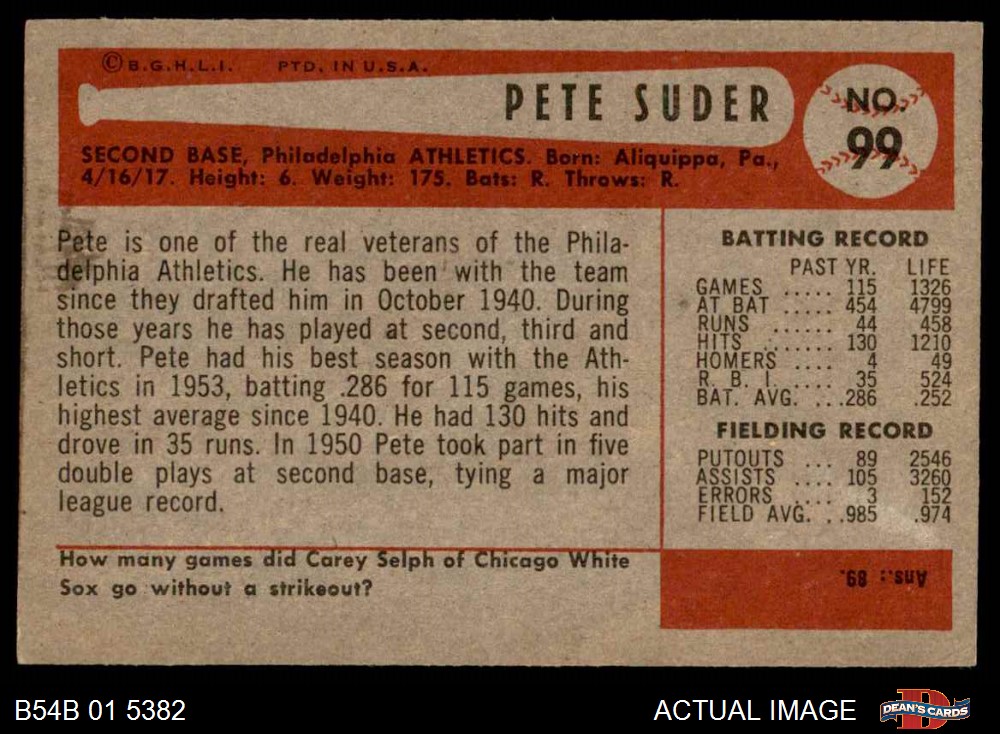 ©B.G.H.L.I. PTD. IN U.S.A.
PETE SUDER
NO.
99
SECOND BASE, Philadelphia ATHLETICS. Born: Aliquippa, Pa.,
4/16/17. Height: 6. Weight: 175. Bats: R. Throws: R.
Pete is one of the real veterans of the Phila-
delphia Athletics. He has been with the team
since they drafted him in October 1940. During
those years he has played at second, third and
short. Pete had his best season with the Ath-
letics in 1953, batting .286 for 115 games, his
highest average since 1940. He had 130 hits and
drove in 35 runs. In 1950 Pete took part in five
double plays at second base, tying a major
league record.
BATTING RECORD
PAST YR. LIFE
GAMES ..... 115 1326
AT BAT ..... 454 4799
RUNS ...... 44 458
HITS ....... 130 1210
HOMERS .... 4 49
R. B. I. .... 35 524
BAT. AVG. ... .286 .252
FIELDING RECORD
PUTOUTS ... 89 2546
ASSISTS .... 105 3260
ERRORS .... 3 152
FIELD AVG. .. .985 .974
How many games did Carey Selph of Chicago White
Sox go without a strikeout?
Ans.: 89.
B54B 01 5382
ACTUAL IMAGE
D
DEAN'S CARDS